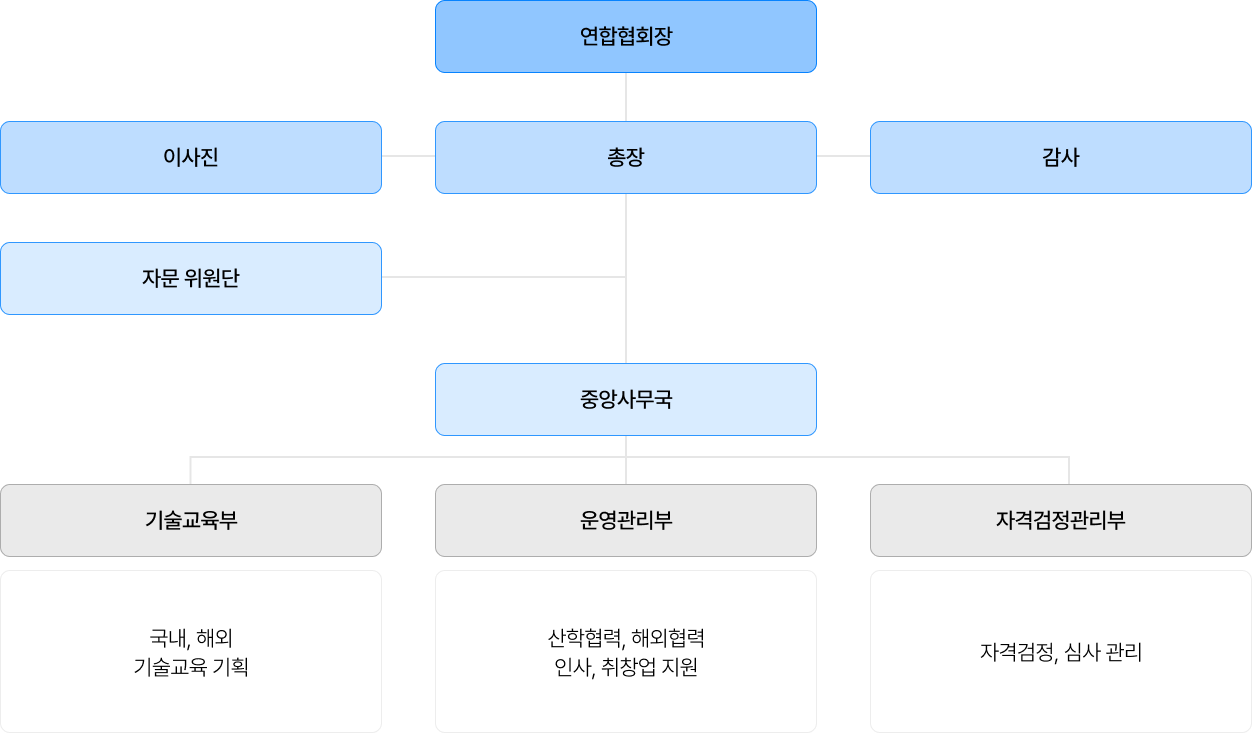 연합협회장
이사진
총장
감사
자문 위원단
중앙사무국
기술교육부
운영관리부
자격검정관리부
국내, 해외
기술교육 기획
산학협력, 해외협력
인사, 취창업 지원
자격검정, 심사 관리